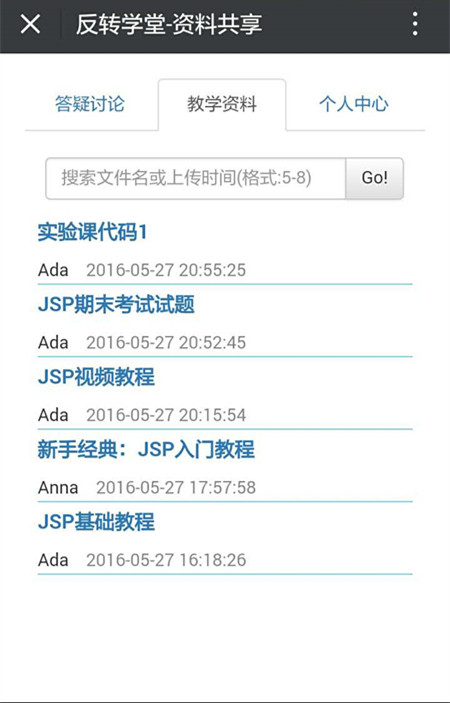 反转学堂-资料共享
答疑讨论 教学资料 个人中心
搜索文件名或上传时间(格式:5-8) Go!
实验课代码1
Ada 2016-05-27 20:55:25
JSP期末考试试题
Ada 2016-05-27 20:52:45
JSP视频教程
Ada 2016-05-27 20:15:54
新手经典：JSP入门教程
Anna 2016-05-27 17:57:58
JSP基础教程
Ada 2016-05-27 16:18:26